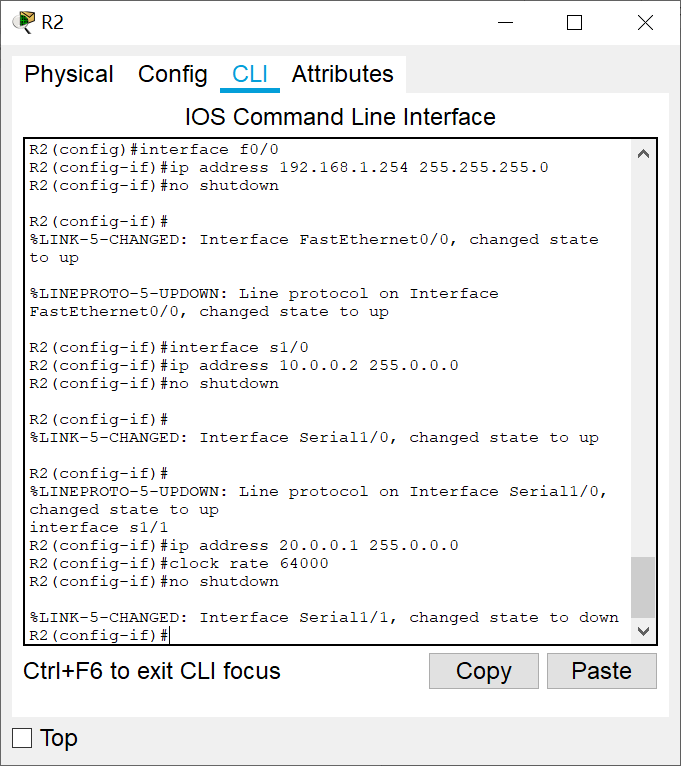 R2
Physical Config CLI Attributes
IOS Command Line Interface
R2(config)#interface f0/0
R2(config-if)#ip address 192.168.1.254 255.255.255.0
R2(config-if)#no shutdown
R2(config-if)#
%LINK-5-CHANGED: Interface FastEthernet0/0, changed state
to up
%LINEPROTO-5-UPDOWN: Line protocol on Interface
FastEthernet0/0, changed state to up
R2(config-if)#interface s1/0
R2(config-if)#ip address 10.0.0.2 255.0.0.0
R2(config-if)#no shutdown
R2(config-if)#
%LINK-5-CHANGED: Interface Serial1/0, changed state to up
R2(config-if)#
%LINEPROTO-5-UPDOWN: Line protocol on Interface Serial1/0,
changed state to up
interface s1/1
R2(config-if)#ip address 20.0.0.1 255.0.0.0
R2(config-if)#clock rate 64000
R2(config-if)#no shutdown
%LINK-5-CHANGED: Interface Serial1/1, changed state to down
R2(config-if)#
Ctrl+F6 to exit CLI focus
Copy Paste
Top